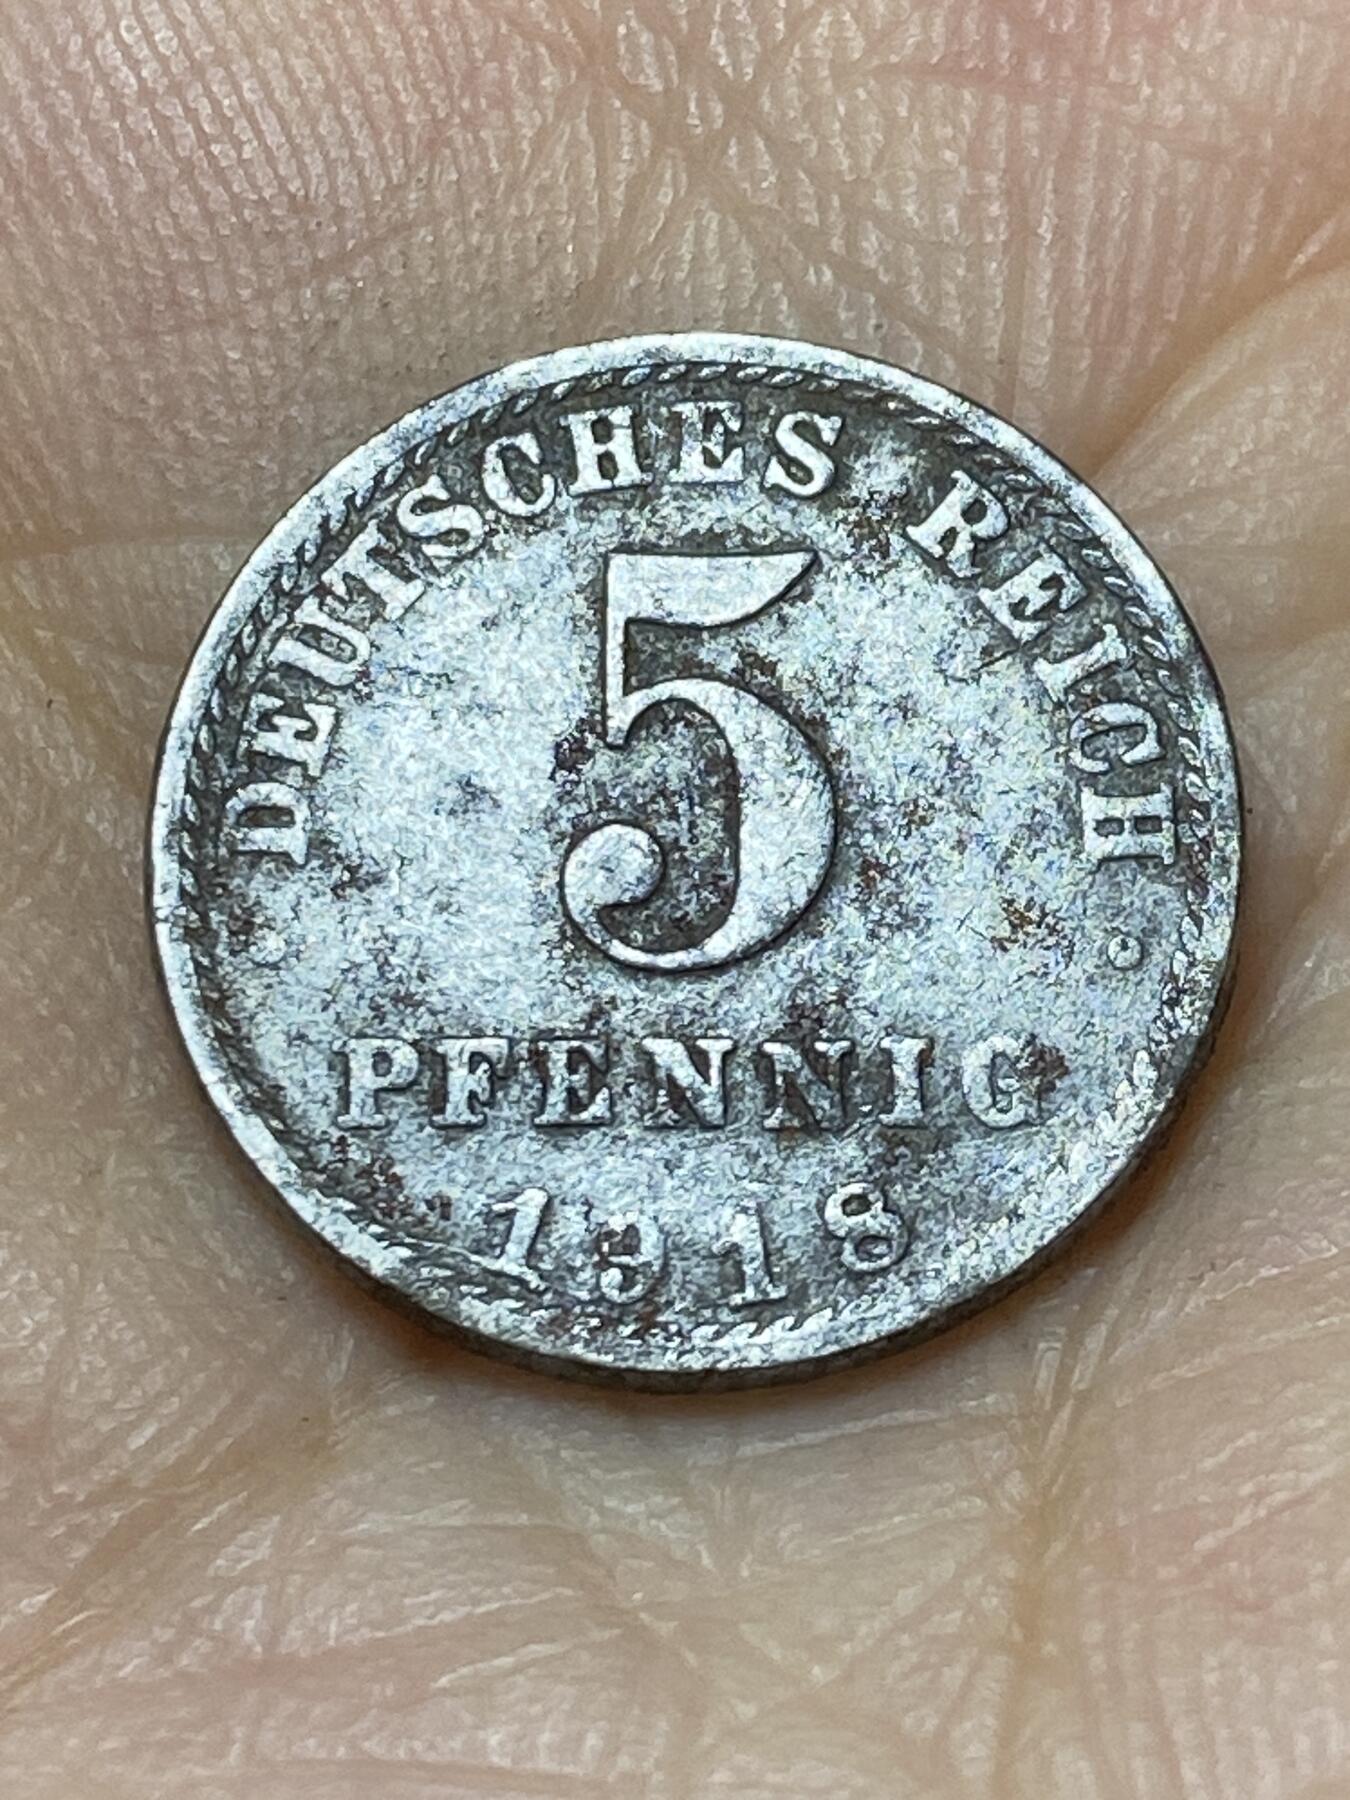 DEUTSCHES REICH
5
PFENNIG
1918